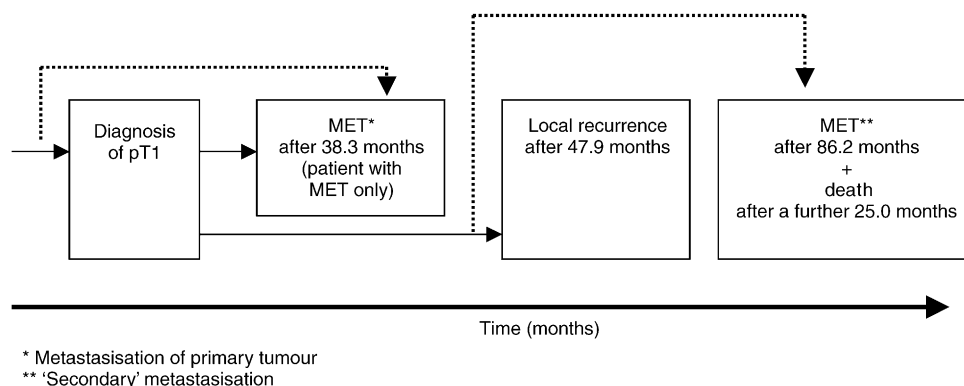 Diagnosis
of pT1
MET*
after 38.3 months
(patient with
MET only)
Local recurrence
after 47.9 months
MET**
after 86.2 months
+
death
after a further 25.0 months
Time (months)
* Metastasisation of primary tumour
** ‘Secondary’ metastasisation